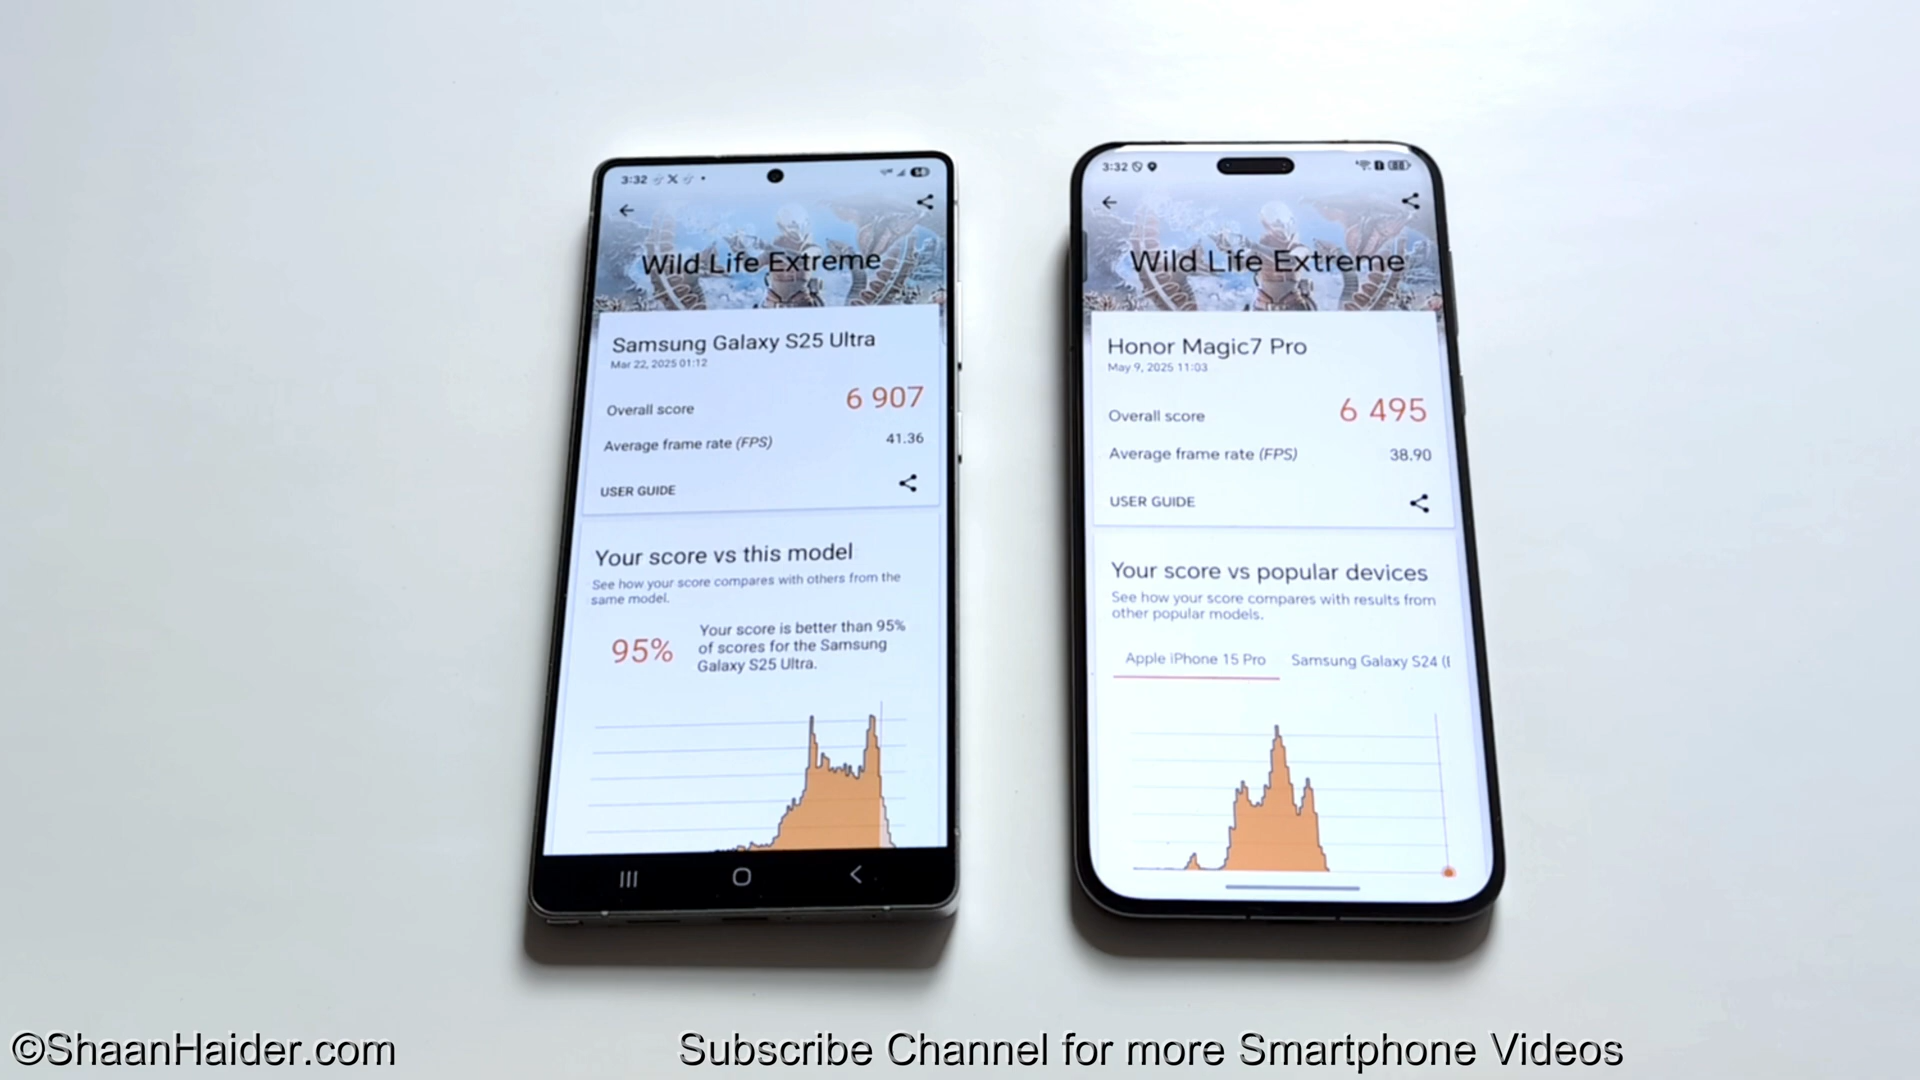 3:32
Wild Life Extreme
Samsung Galaxy S25 Ultra
Mar 22, 2025 01:12
Overall score
6 907
Average frame rate (FPS)
41.36
USER GUIDE
Your score vs this model
See how your score compares with others from the
same model.
95%
Your score is better than 95%
of scores for the Samsung
Galaxy S25 Ultra.
3:32
Wild Life Extreme
Honor Magic7 Pro
May 9, 2025 11:03
Overall score
6 495
Average frame rate (FPS)
38.90
USER GUIDE
Your score vs popular devices
See how your score compares with results from
other popular models.
Apple iPhone 15 Pro
Samsung Galaxy S24 (
©ShaanHaider.com
Subscribe Channel for more Smartphone Videos